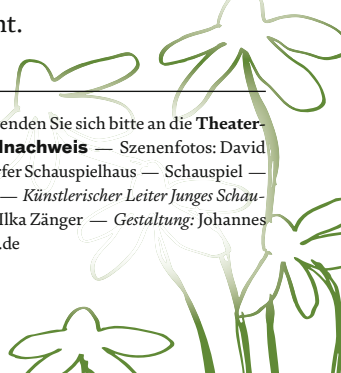 nt.
enden Sie sich bitte an die Theater-
lnachweis — Szenenfotos: David
rfer Schauspielhaus — Schauspiel —
— Künstlerischer Leiter Junges Schau-
Ilka Zänger — Gestaltung: Johannes
.de